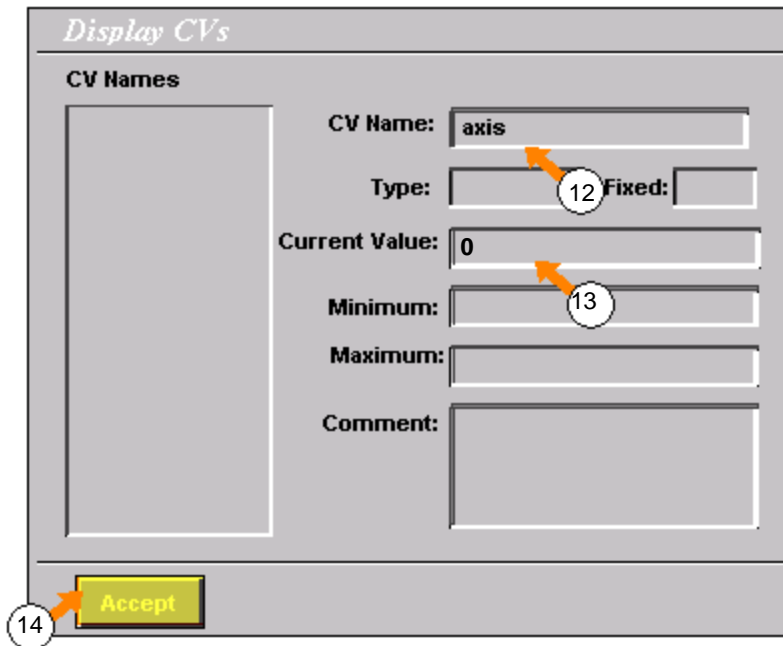 Display CVs
CV Names
CV Name: axis
12
Type: Fixed:
Current Value: 0
13
Minimum:
Maximum:
Comment:
Accept
14